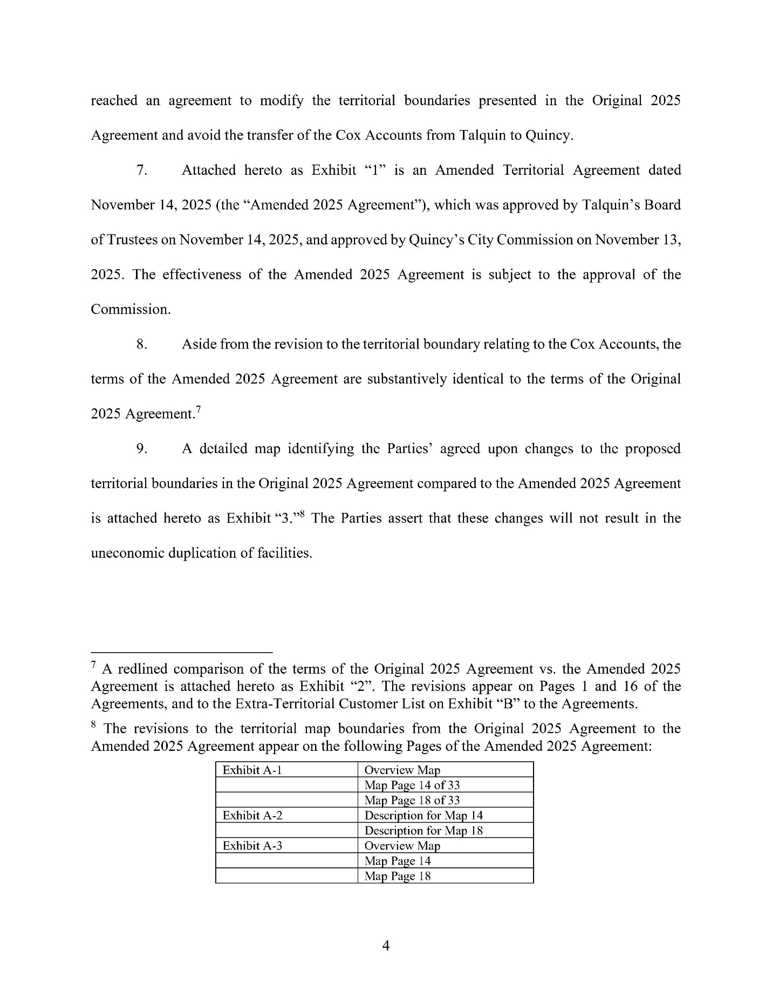 reached an agreement to modify the territorial boundaries presented in the Original 2025
Agreement and avoid the transfer of the Cox Accounts from Talquin to Quincy.
7. Attached hereto as Exhibit “1” is an Amended Territorial Agreement dated
November 14, 2025 (the “Amended 2025 Agreement”), which was approved by Talquin’s Board
of Trustees on November 14, 2025, and approved by Quincy’s City Commission on November 13,
2025. The effectiveness of the Amended 2025 Agreement is subject to the approval of the
Commission.
8. Aside from the revision to the territorial boundary relating to the Cox Accounts, the
terms of the Amended 2025 Agreement are substantively identical to the terms of the Original
2025 Agreement.⁷
9. A detailed map identifying the Parties’ agreed upon changes to the proposed
territorial boundaries in the Original 2025 Agreement compared to the Amended 2025 Agreement
is attached hereto as Exhibit “3.”⁸ The Parties assert that these changes will not result in the
uneconomic duplication of facilities.
⁷ A redlined comparison of the terms of the Original 2025 Agreement vs. the Amended 2025
Agreement is attached hereto as Exhibit “2”. The revisions appear on Pages 1 and 16 of the
Agreements, and to the Extra-Territorial Customer List on Exhibit “B” to the Agreements.
⁸ The revisions to the territorial map boundaries from the Original 2025 Agreement to the
Amended 2025 Agreement appear on the following Pages of the Amended 2025 Agreement:
Exhibit A-1 Overview Map
Map Page 14 of 33
Map Page 18 of 33
Exhibit A-2 Description for Map 14
Description for Map 18
Exhibit A-3 Overview Map
Map Page 14
Map Page 18
4